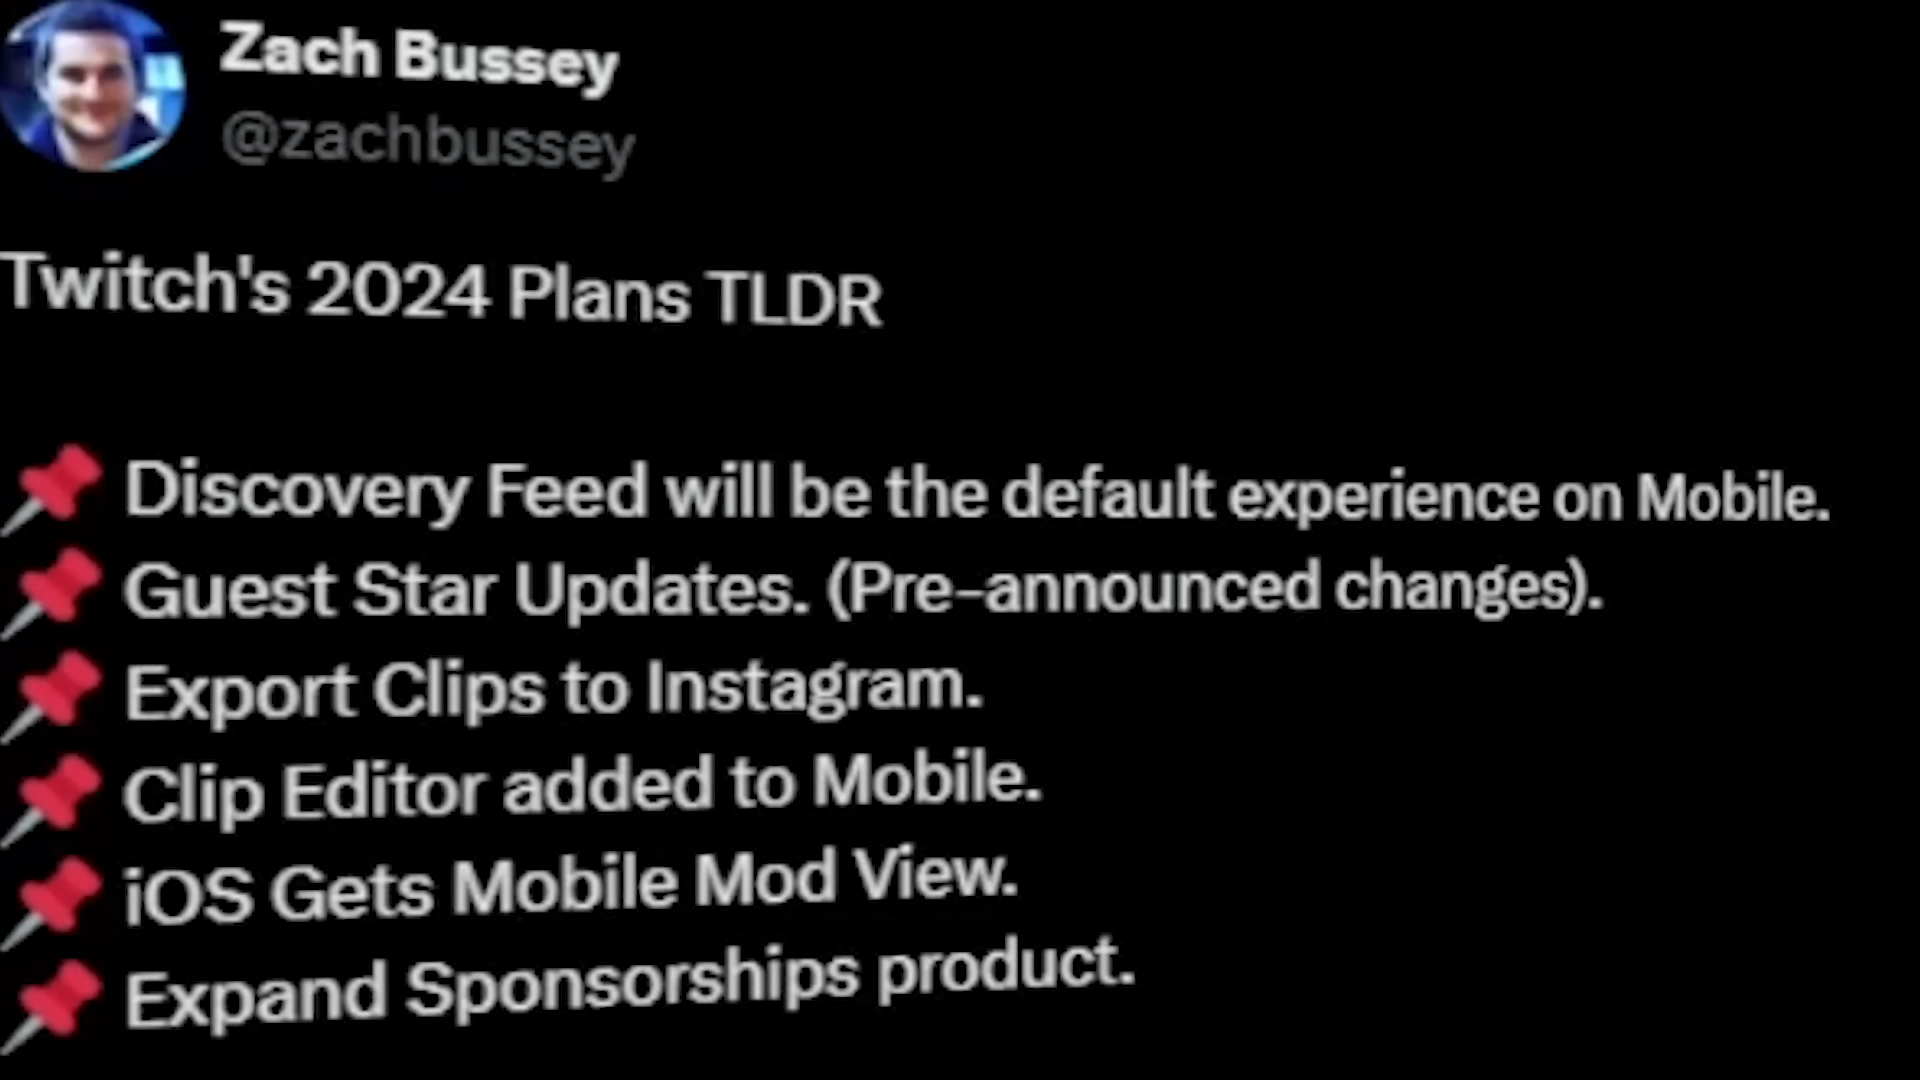 Zach Bussey
@zachbussey
Twitch's 2024 Plans TLDR
📌 Discovery Feed will be the default experience on Mobile.
📌 Guest Star Updates. (Pre-announced changes).
📌 Export Clips to Instagram.
📌 Clip Editor added to Mobile.
📌 iOS Gets Mobile Mod View.
📌 Expand Sponsorships product.